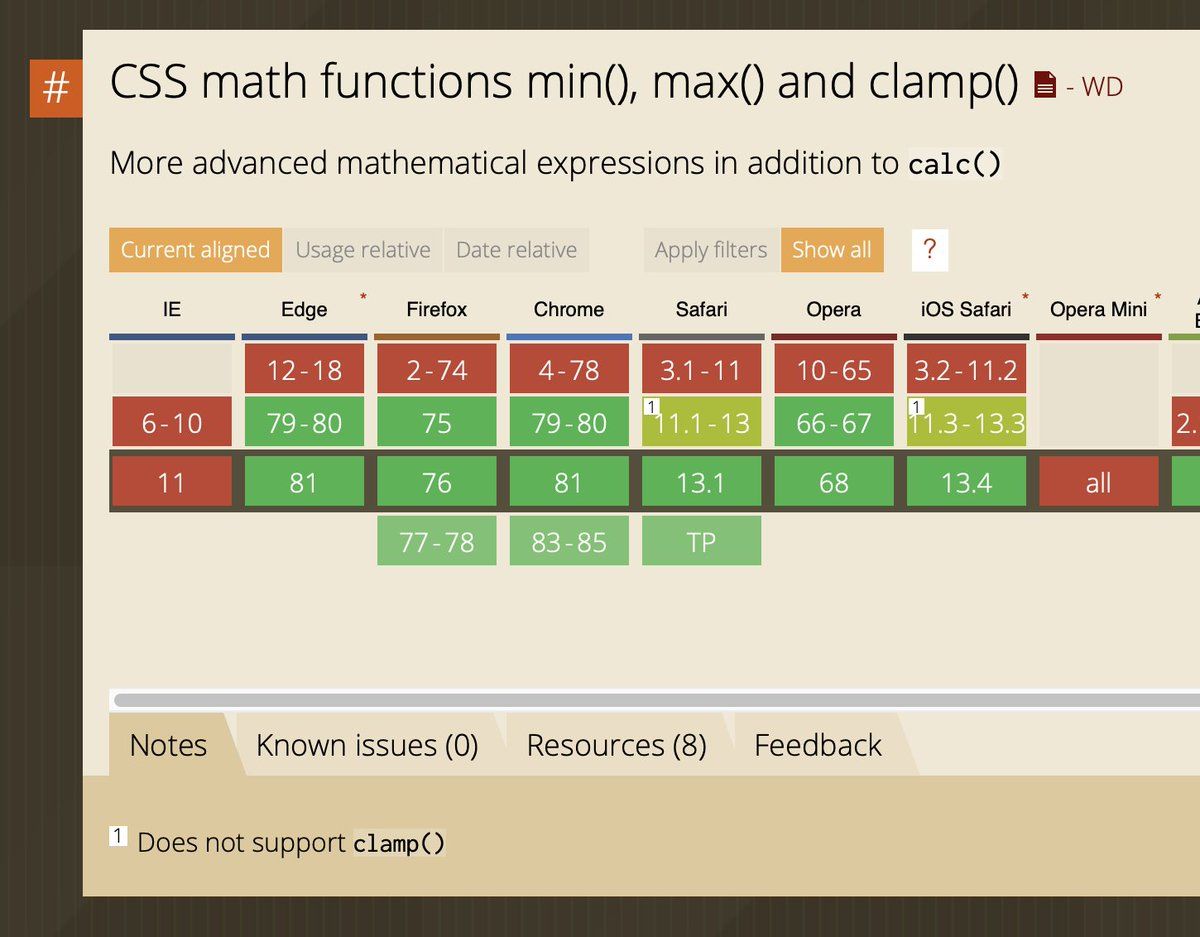 # CSS math functions min(), max() and clamp() - WD
More advanced mathematical expressions in addition to calc()
Current aligned Usage relative Date relative Apply filters Show all ?
IE Edge * Firefox Chrome Safari Opera iOS Safari * Opera Mini *
12-18 2-74 4-78 3.1-11 10-65 3.2-11.2
6-10 79-80 75 79-80 1 11.1-13 66-67 1 11.3-13.3 2.
11 81 76 81 13.1 68 13.4 all
77-78 83-85 TP
Notes Known issues (0) Resources (8) Feedback
1 Does not support clamp()